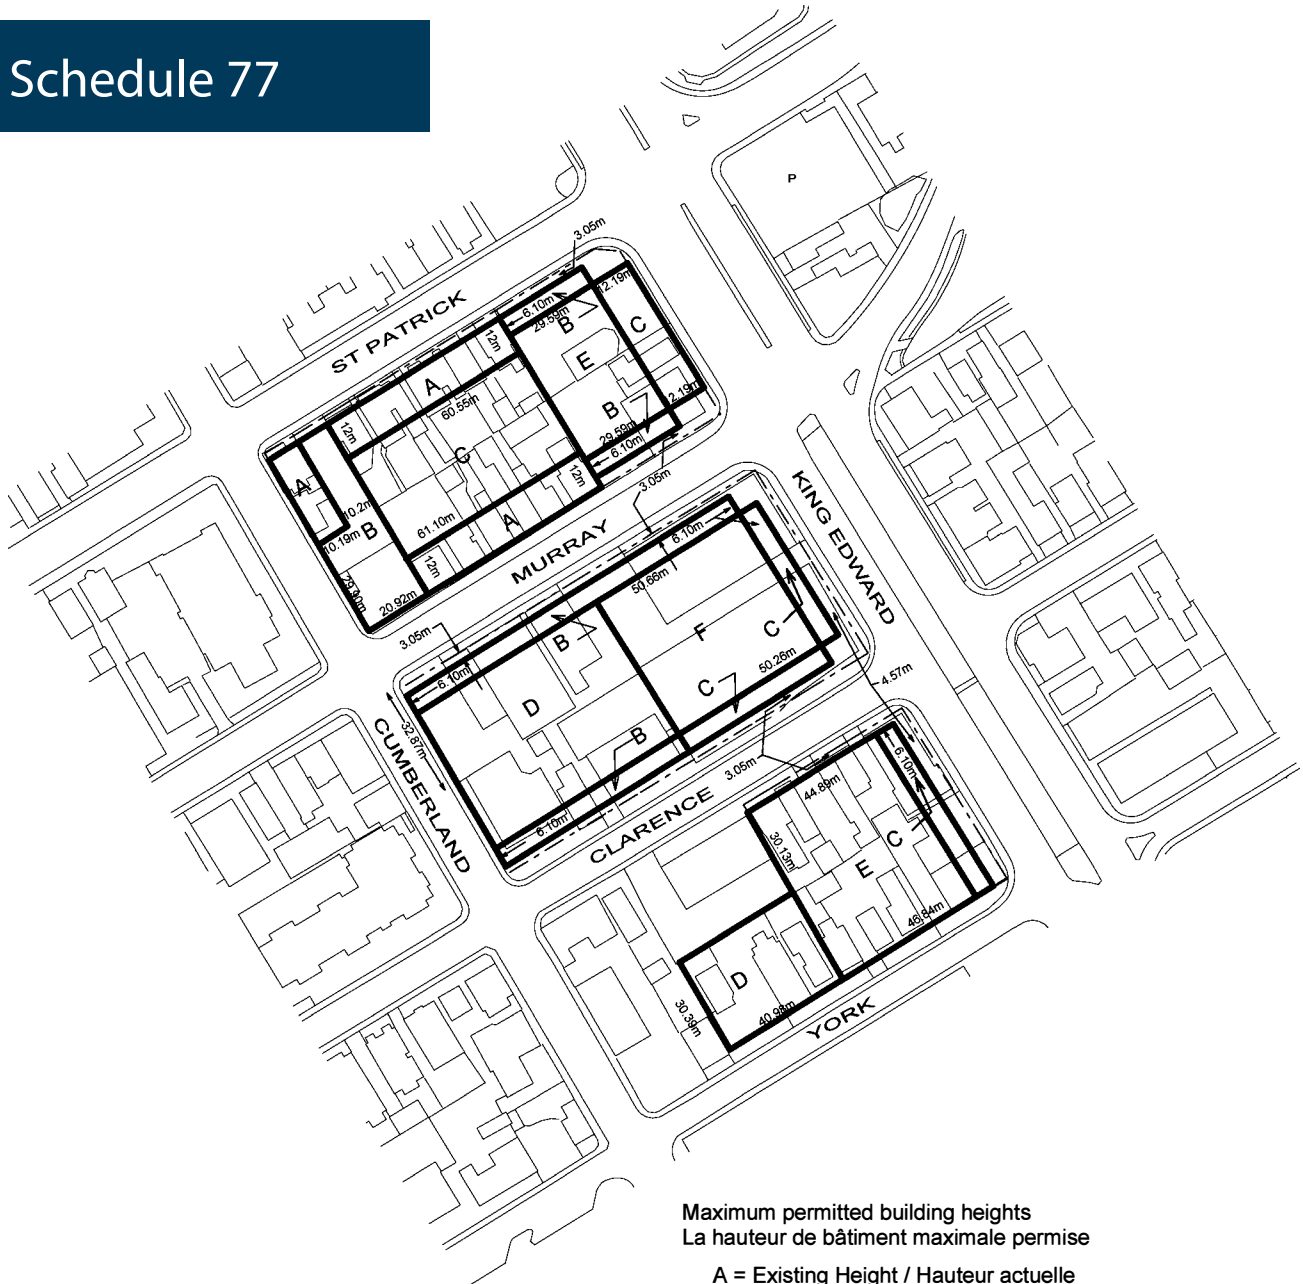 Schedule 77
P
3.05m
ST PATRICK
12.19m
6.10m
29.59m
B
C
12m
E
A
60.55m
B
12.19m
12m
C
29.59m
6.10m
A
12m
3.05m
10.2m
B
61.10m
A
10.19m
MURRAY
KING EDWARD
12m
29.90m
20.92m
6.10m
50.66m
3.05m
B
F
C
6.10m
50.26m
D
C
4.57m
32.87m
B
CUMBERLAND
3.05m
6.10m
44.89m
6.10m
CLARENCE
30.13m
C
E
46.84m
D
30.39m
40.98m
YORK
Maximum permitted building heights
La hauteur de bâtiment maximale permise
A = Existing Height / Hauteur actuelle